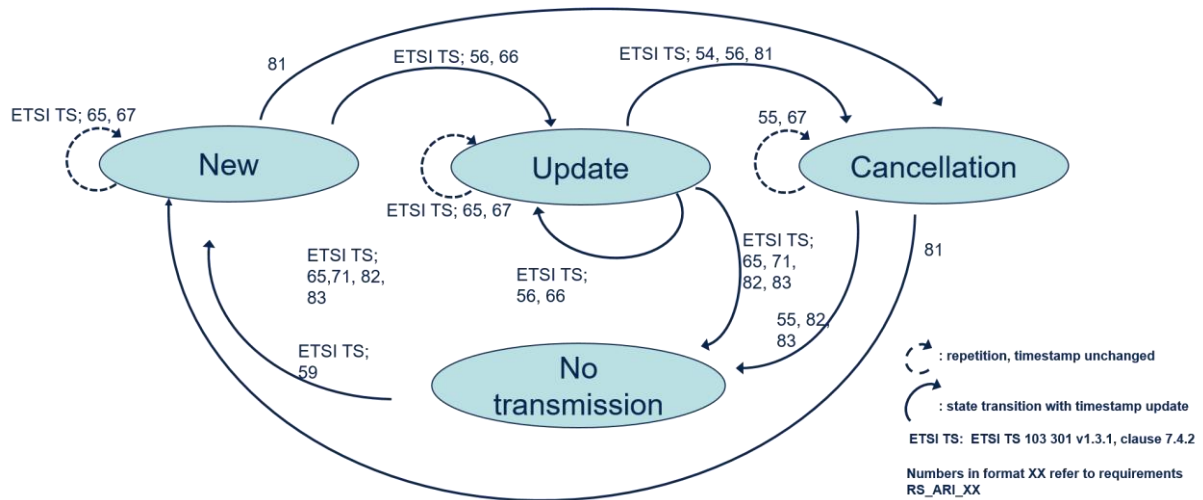 81
ETSI TS; 56, 66
ETSI TS; 54, 56, 81
ETSI TS; 65, 67
55, 67
New
Update
Cancellation
ETSI TS; 65, 67
ETSI TS;
65,71, 82,
83
ETSI TS;
56, 66
ETSI TS;
65, 71,
82, 83
81
55, 82,
83
ETSI TS;
59
No
transmission
: repetition, timestamp unchanged
: state transition with timestamp update
ETSI TS: ETSI TS 103 301 v1.3.1, clause 7.4.2
Numbers in format XX refer to requirements
RS_ARI_XX